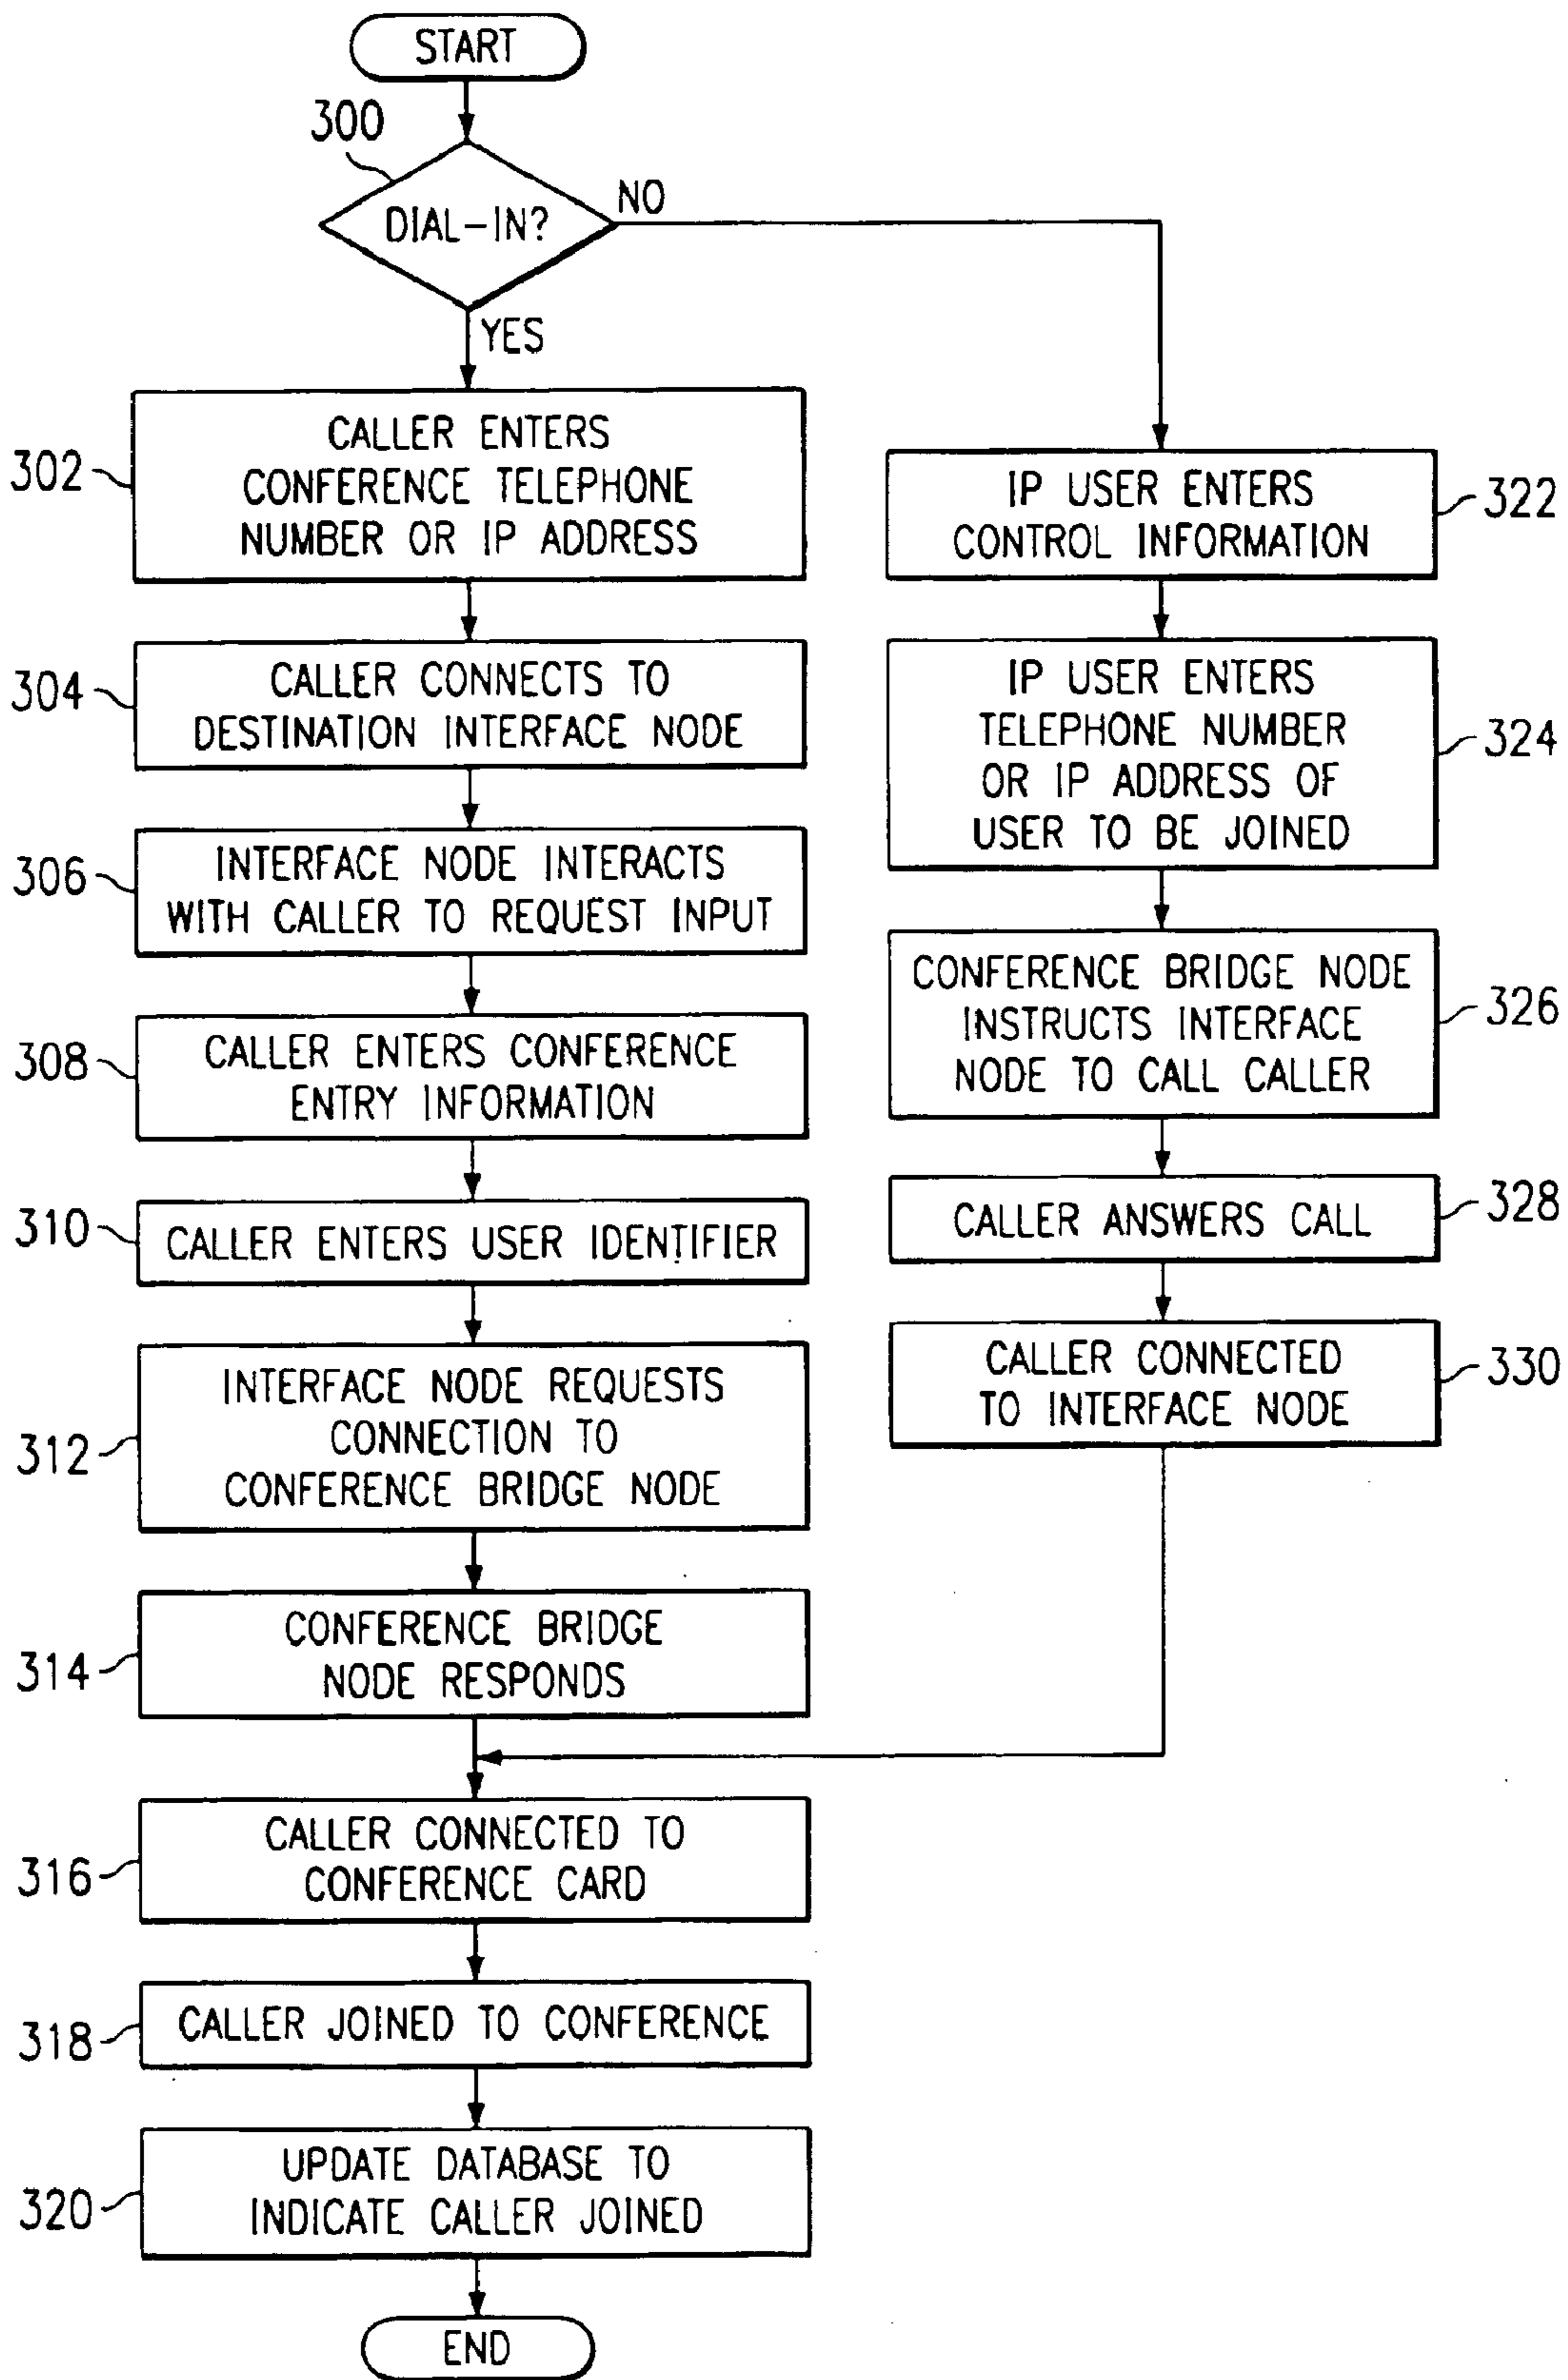 START
300
DIAL-IN?
NO
YES
302
CALLER ENTERS
CONFERENCE TELEPHONE
NUMBER OR IP ADDRESS
304
CALLER CONNECTS TO
DESTINATION INTERFACE NODE
306
INTERFACE NODE INTERACTS
WITH CALLER TO REQUEST INPUT
308
CALLER ENTERS CONFERENCE
ENTRY INFORMATION
310
CALLER ENTERS USER IDENTIFIER
312
INTERFACE NODE REQUESTS
CONNECTION TO
CONFERENCE BRIDGE NODE
314
CONFERENCE BRIDGE
NODE RESPONDS
316
CALLER CONNECTED TO
CONFERENCE CARD
318
CALLER JOINED TO CONFERENCE
320
UPDATE DATABASE TO
INDICATE CALLER JOINED
END
IP USER ENTERS
CONTROL INFORMATION
322
IP USER ENTERS
TELEPHONE NUMBER
OR IP ADDRESS OF
USER TO BE JOINED
324
CONFERENCE BRIDGE NODE
INSTRUCTS INTERFACE
NODE TO CALL CALLER
326
CALLER ANSWERS CALL
328
CALLER CONNECTED
TO INTERFACE NODE
330